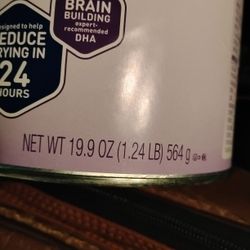 BRAIN
BUILDING
expert-
recommended
DHA
designed to help
REDUCE
CRYING IN
24
HOURS
NET WT 19.9 OZ (1.24 LB) 564 g